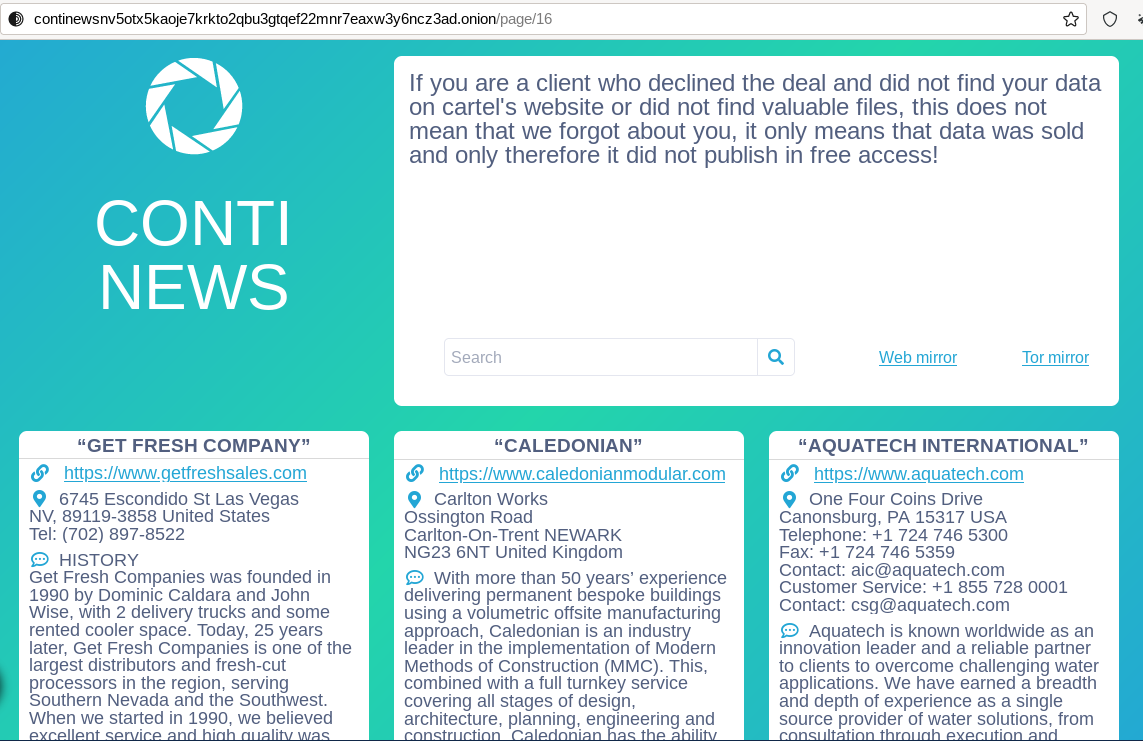 continewsnv5otx5kaoje7krkto2qbu3gtqef22mnr7eaxw3y6ncz3ad.onion/page/16
CONTI
NEWS
If you are a client who declined the deal and did not find your data
on cartel's website or did not find valuable files, this does not
mean that we forgot about you, it only means that data was sold
and only therefore it did not publish in free access!
Search
Web mirror
Tor mirror
“GET FRESH COMPANY”
https://www.getfreshsales.com
6745 Escondido St Las Vegas
NV, 89119-3858 United States
Tel: (702) 897-8522
HISTORY
Get Fresh Companies was founded in
1990 by Dominic Caldara and John
Wise, with 2 delivery trucks and some
rented cooler space. Today, 25 years
later, Get Fresh Companies is one of the
largest distributors and fresh-cut
processors in the region, serving
Southern Nevada and the Southwest.
When we started in 1990, we believed
excellent service and high quality was
“CALEDONIAN”
https://www.caledonianmodular.com
Carlton Works
Ossington Road
Carlton-On-Trent NEWARK
NG23 6NT United Kingdom
With more than 50 years’ experience
delivering permanent bespoke buildings
using a volumetric offsite manufacturing
approach, Caledonian is an industry
leader in the implementation of Modern
Methods of Construction (MMC). This,
combined with a full turnkey service
covering all stages of design,
architecture, planning, engineering and
construction, Caledonian has the ability
“AQUATECH INTERNATIONAL”
https://www.aquatech.com
One Four Coins Drive
Canonsburg, PA 15317 USA
Telephone: +1 724 746 5300
Fax: +1 724 746 5359
Contact: aic@aquatech.com
Customer Service: +1 855 728 0001
Contact: csg@aquatech.com
Aquatech is known worldwide as an
innovation leader and a reliable partner
to clients to overcome challenging water
applications. We have earned a breadth
and depth of experience as a single
source provider of water solutions, from
consultation through execution and